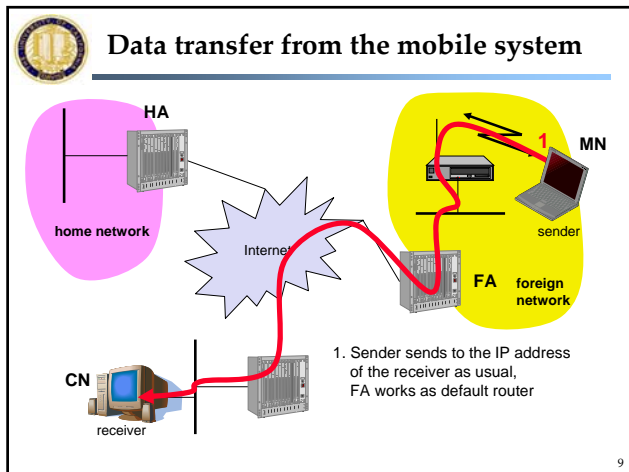 Data transfer from the mobile system
HA
1
MN
home network
Internet
sender
FA
foreign
network
1. Sender sends to the IP address
of the receiver as usual,
FA works as default router
CN
receiver
9